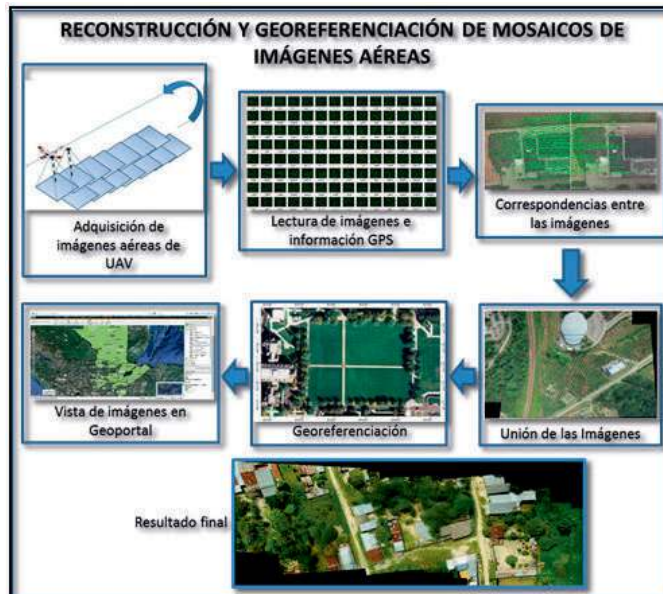 RECONSTRUCCIÓN Y GEOREFERENCIACIÓN DE MOSAICOS DE
IMÁGENES AÉREAS
Adquisición de
imágenes aéreas de
UAV
Lectura de imágenes e
información GPS
Correspondencias entre
las imágenes
Unión de las Imágenes
Georeferenciación
Vista de imágenes en
Geoportal
Resultado final